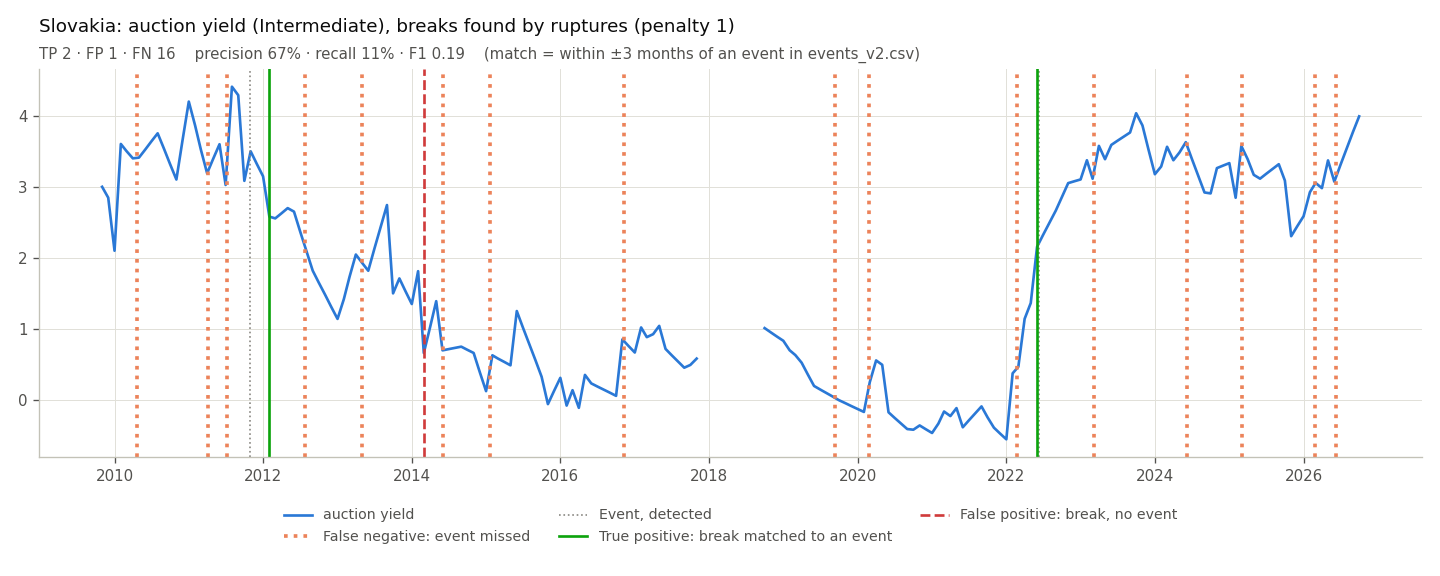 Slovakia: auction yield (Intermediate), breaks found by ruptures (penalty 1)
TP 2 · FP 1 · FN 16 precision 67% · recall 11% · F1 0.19 (match = within ±3 months of an event in events_v2.csv)
4
3
2
1
0
2010 2012 2014 2016 2018 2020 2022 2024 2026
auction yield Event, detected False positive: break, no event
False negative: event missed True positive: break matched to an event